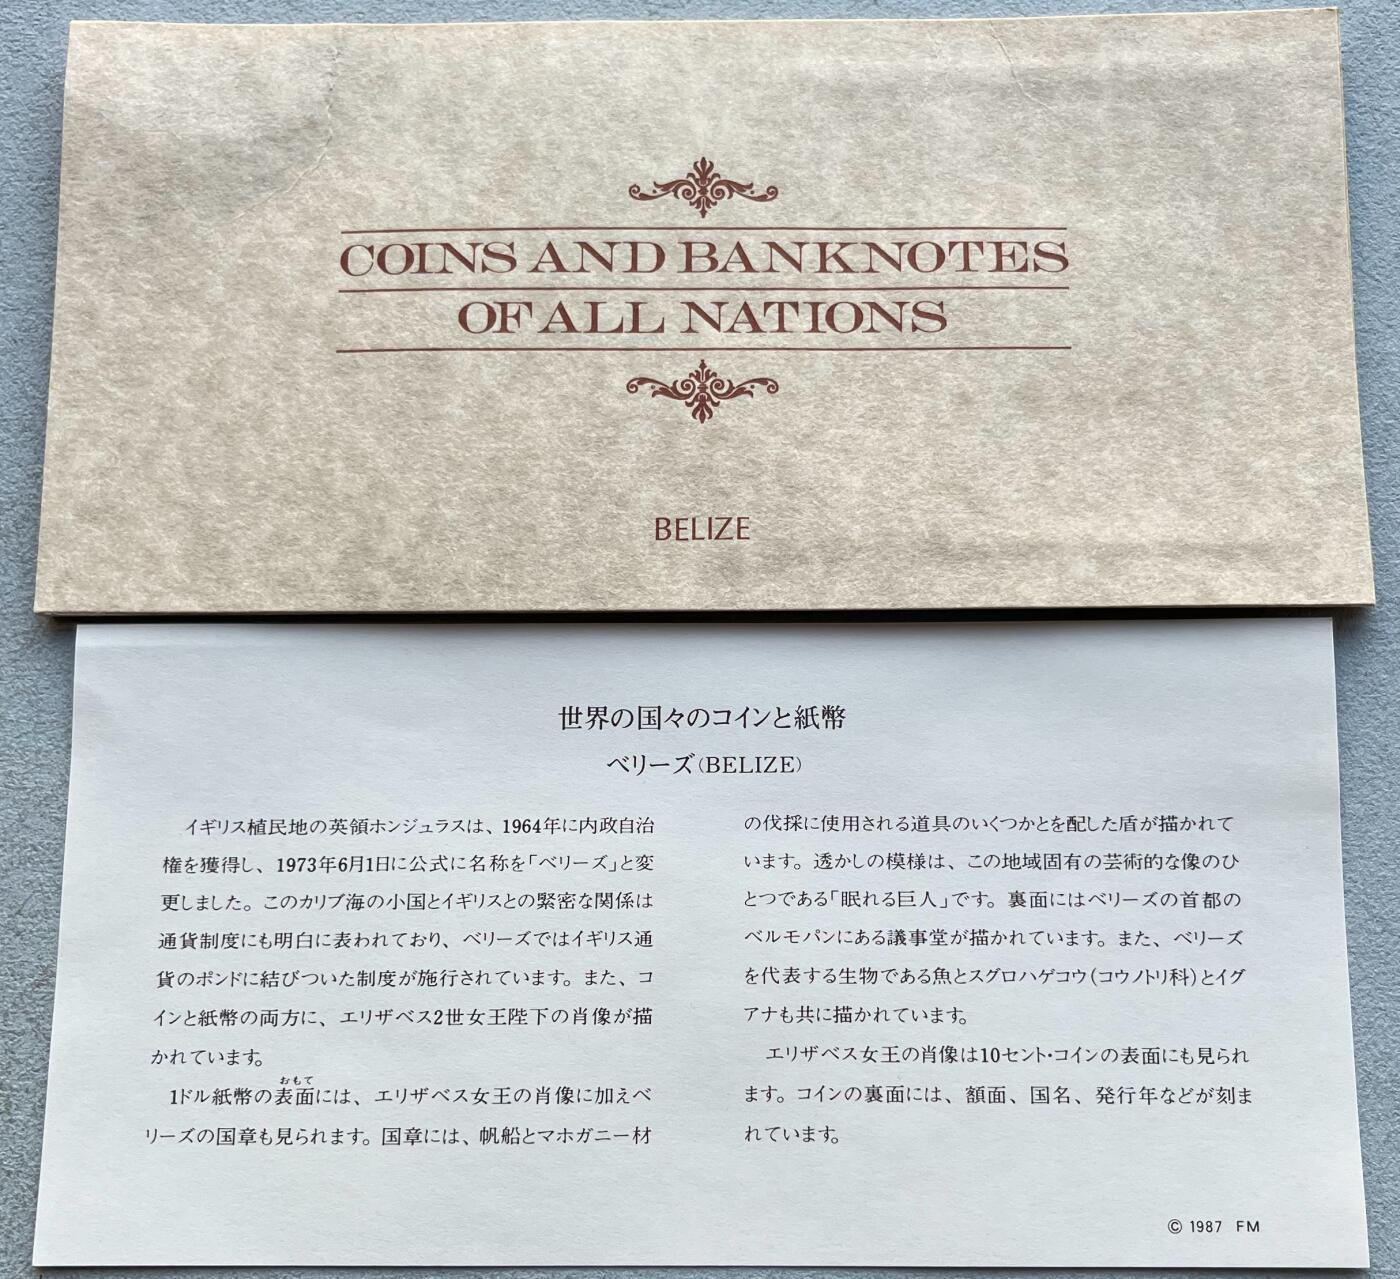 COINS AND BANKNOTES
OF ALL NATIONS
BELIZE
世界の国々のコインと紙幣
ベリーズ(BELIZE)
イギリス植民地の英領ホンジュラスは、1964年に内政自治
権を獲得し、1973年6月1日に公式に名称を「ベリーズ」と変
更しました。このカリブ海の小国とイギリスとの緊密な関係は
通貨制度にも明白に表われており、ベリーズではイギリス通
貨のポンドに結びついた制度が施行されています。また、コ
インと紙幣の両方に、エリザベス2世女王陛下の肖像が描
かれています。
おもて
1ドル紙幣の表面には、エリザベス女王の肖像に加えベ
リーズの国章も見られます。国章には、帆船とマホガニー材
の伐採に使用される道具のいくつかとを配した盾が描かれて
います。透かしの模様は、この地域固有の芸術的な像のひ
とつである「眠れる巨人」です。裏面にはベリーズの首都の
ベルモパンにある議事堂が描かれています。また、ベリーズ
を代表する生物である魚とスグロハゲコウ(コウノトリ科)とイグ
アナも共に描かれています。
エリザベス女王の肖像は10セント・コインの表面にも見られ
ます。コインの裏面には、額面、国名、発行年などが刻ま
れています。
© 1987 FM